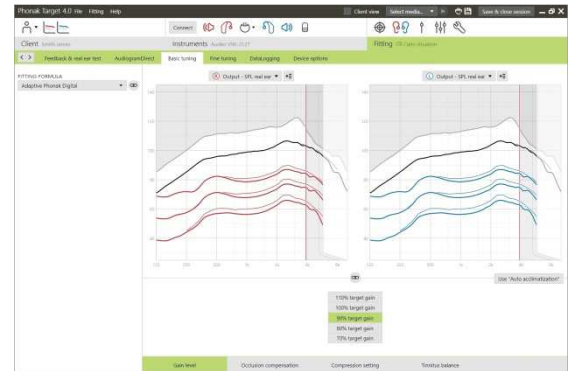 Phonak Target 4.0 File Fitting Help
Client view Select media... Save & close session
Connect
Client Instruments Fitting
Feedback & real ear test AudiogramDirect Basic tuning Fine tuning DataLogging Device options
FITTING FORMULA
Adaptive Phonak Digital
Output - SPL real ear
Output - SPL real ear
Use "Auto acclimatization"
110% target gain
100% target gain
90% target gain
80% target gain
70% target gain
Gain level Occlusion compensation Compression setting Tinnitus balance